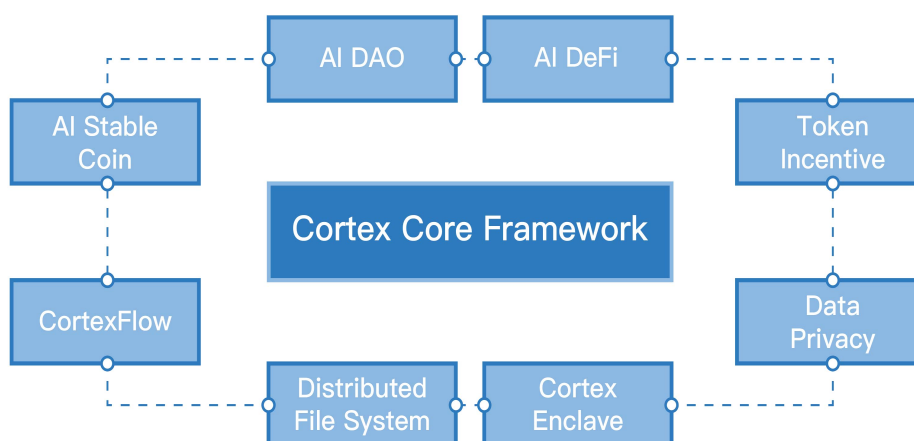 AI DAO
AI DeFi
AI Stable
Coin
Token
Incentive
Cortex Core Framework
CortexFlow
Data
Privacy
Distributed
File System
Cortex
Enclave